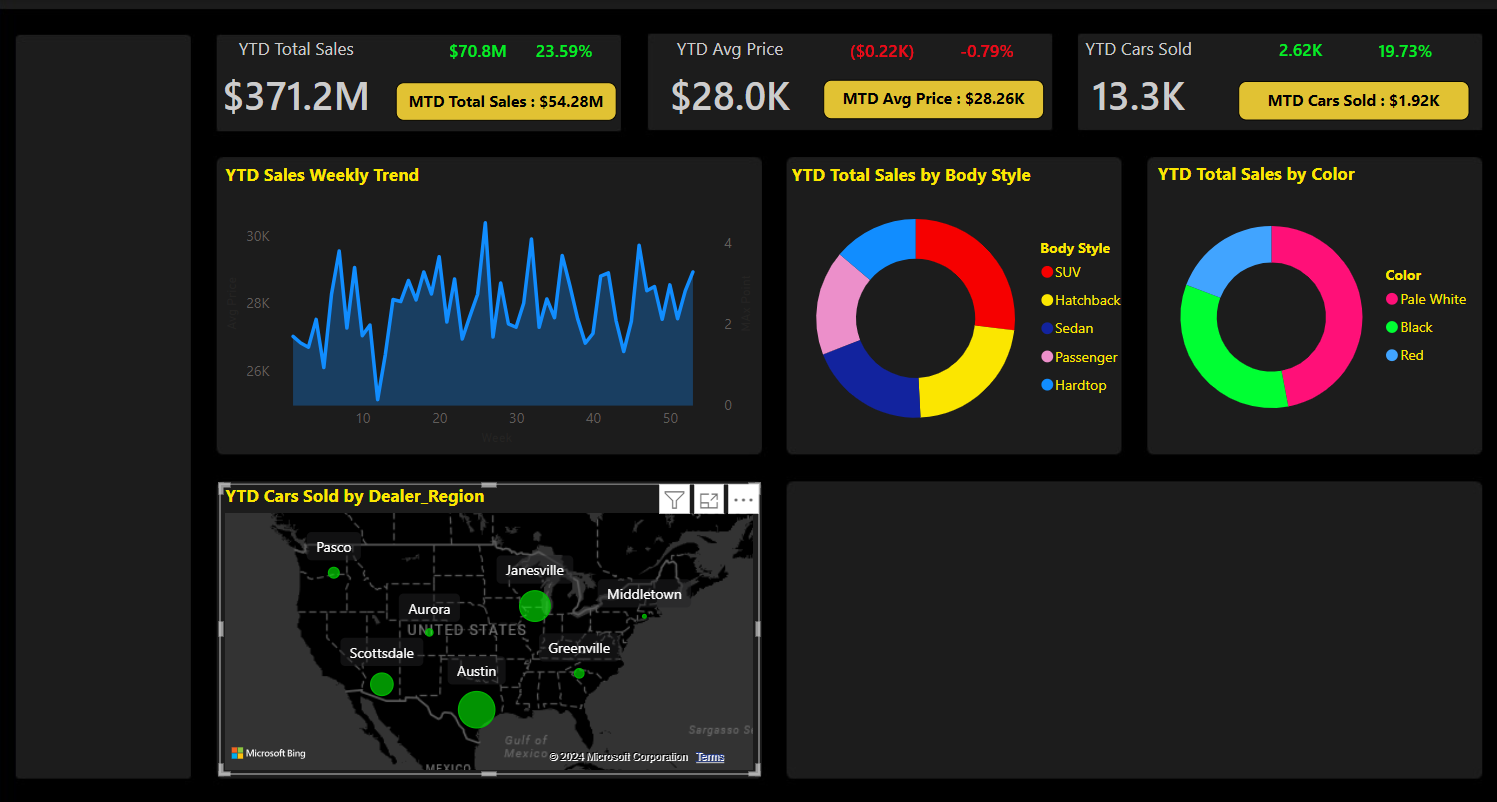 YTD Total Sales
$70.8M 23.59%
$371.2M
MTD Total Sales : $54.28M
YTD Avg Price
($0.22K) -0.79%
$28.0K
MTD Avg Price : $28.26K
YTD Cars Sold
2.62K 19.73%
13.3K
MTD Cars Sold : $1.92K
YTD Sales Weekly Trend
30K
28K
26K
Avg Price
4
2
0
Max Point
10 20 30 40 50
Week
YTD Total Sales by Body Style
Body Style
SUV
Hatchback
Sedan
Passenger
Hardtop
YTD Total Sales by Color
Color
Pale White
Black
Red
YTD Cars Sold by Dealer_Region
Pasco
Janesville
Middletown
Aurora
UNITED STATES
Scottsdale
Greenville
Austin
Sargasso S
Gulf of
Mexico
MEXICO
Microsoft Bing
© 2024 Microsoft Corporation Terms